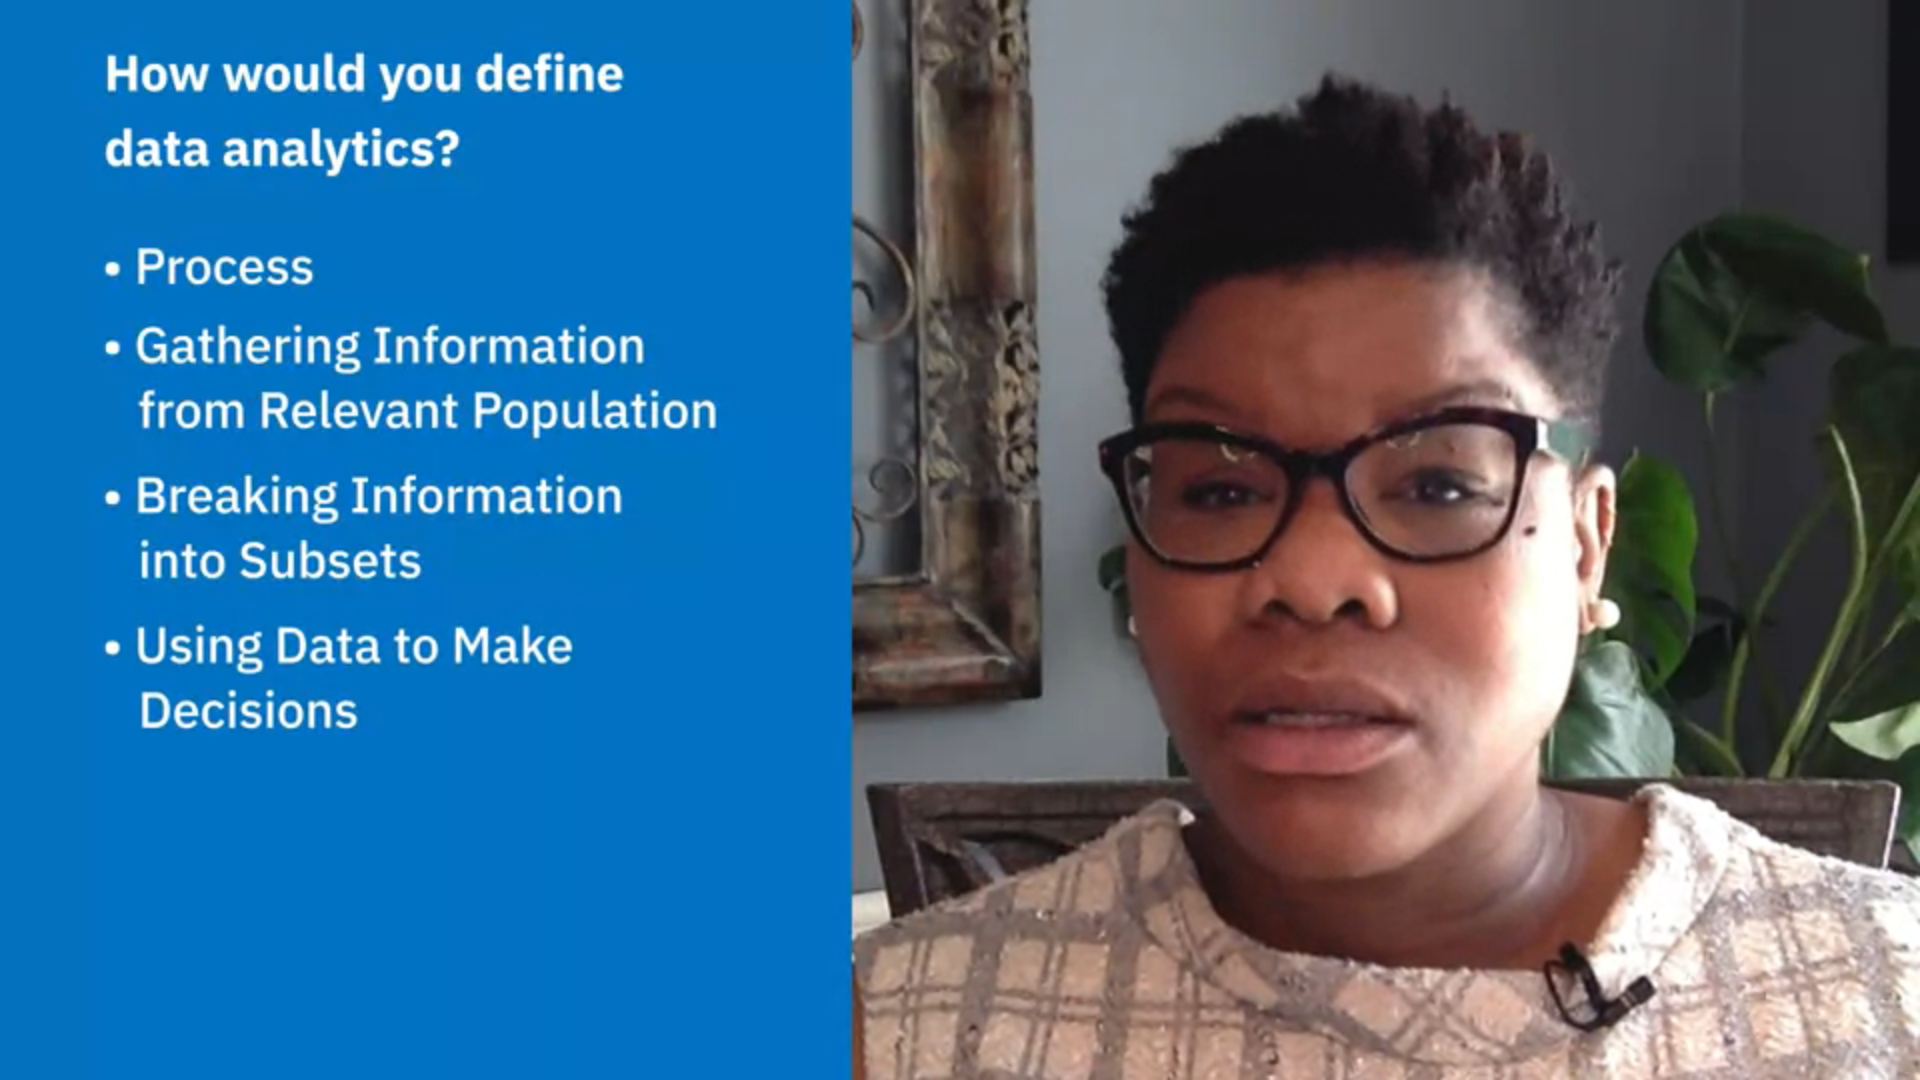 How would you define
data analytics?
• Process
• Gathering Information
from Relevant Population
• Breaking Information
into Subsets
• Using Data to Make
Decisions